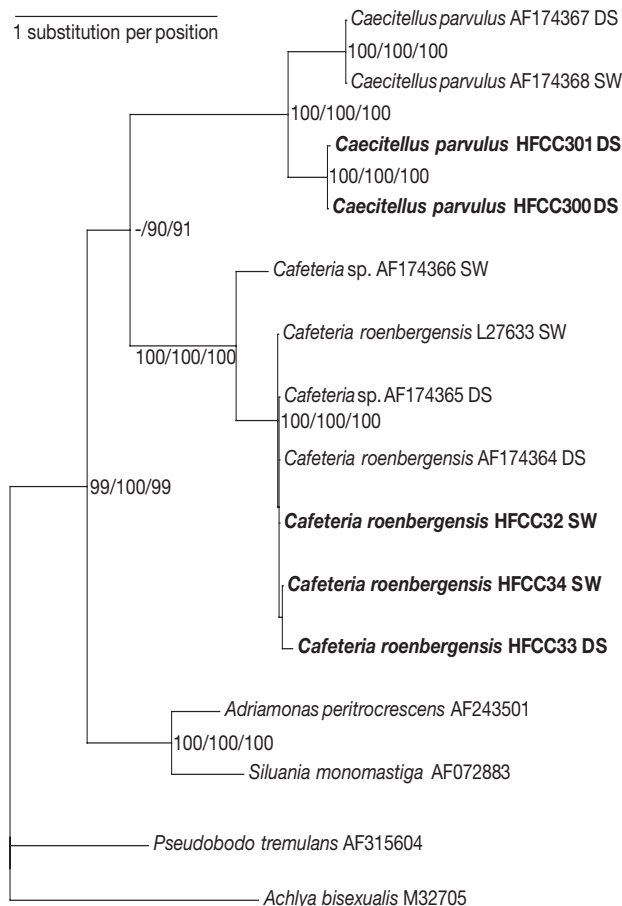 1 substitution per position
Caecitellus parvulus AF174367 DS
100/100/100
Caecitellus parvulus AF174368 SW
100/100/100
Caecitellus parvulus HFCC301 DS
100/100/100
Caecitellus parvulus HFCC300 DS
-/90/91
Cafeteria sp. AF174366 SW
Cafeteria roenbergensis L27633 SW
100/100/100
Cafeteria sp. AF174365 DS
100/100/100
Cafeteria roenbergensis AF174364 DS
99/100/99
Cafeteria roenbergensis HFCC32 SW
Cafeteria roenbergensis HFCC34 SW
Cafeteria roenbergensis HFCC33 DS
Adriamonas peritrocrescens AF243501
100/100/100
Siluania monomastiga AF072883
Pseudobodo tremulans AF315604
Achlya bisexualis M32705